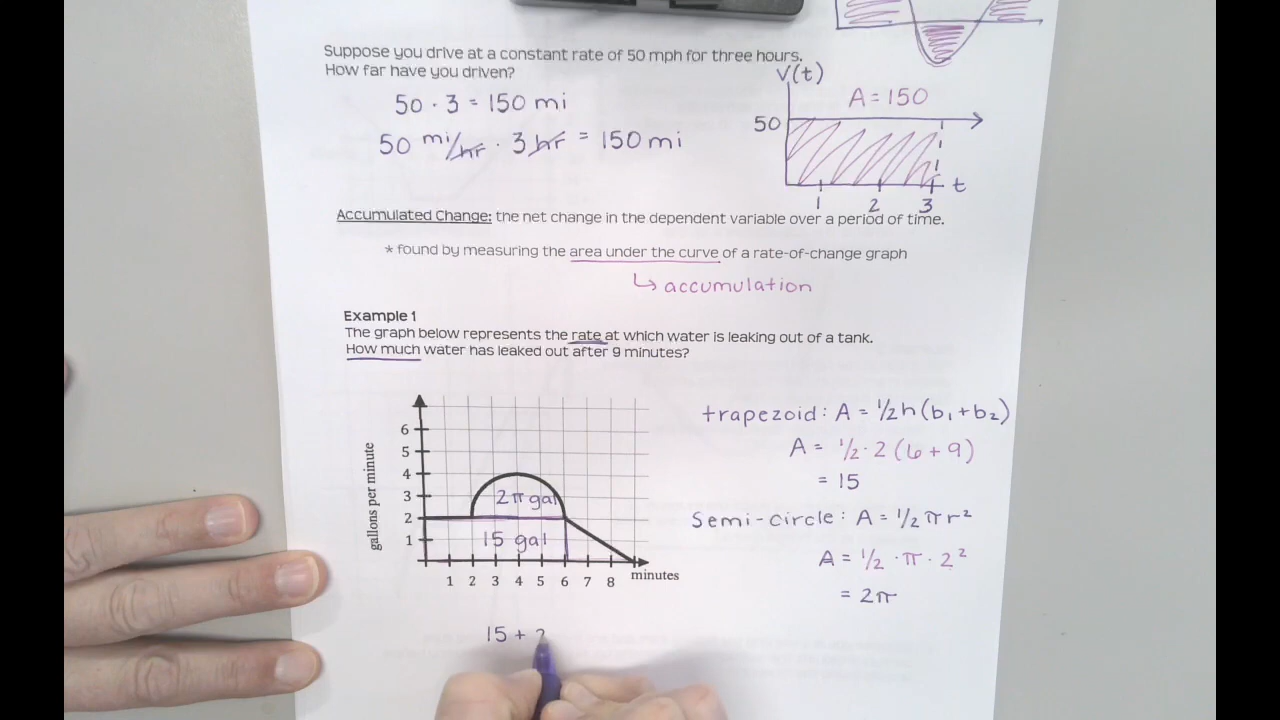 Suppose you drive at a constant rate of 50 mph for three hours.
How far have you driven?
50 · 3 = 150 mi
50 mi/hr · 3 hr = 150 mi
V(t)
A = 150
50
t
1 2 3
Accumulated Change: the net change in the dependent variable over a period of time.
* found by measuring the area under the curve of a rate-of-change graph
↳ accumulation
Example 1
The graph below represents the rate at which water is leaking out of a tank.
How much water has leaked out after 9 minutes?
gallons per minute
6
5
4
3
2
1
2π gal
15 gal
1 2 3 4 5 6 7 8
minutes
trapezoid: A = ½h(b₁+b₂)
A = ½·2(6+9)
= 15
Semi-circle: A = ½πr²
A = ½·π·2²
= 2π
15 + 2